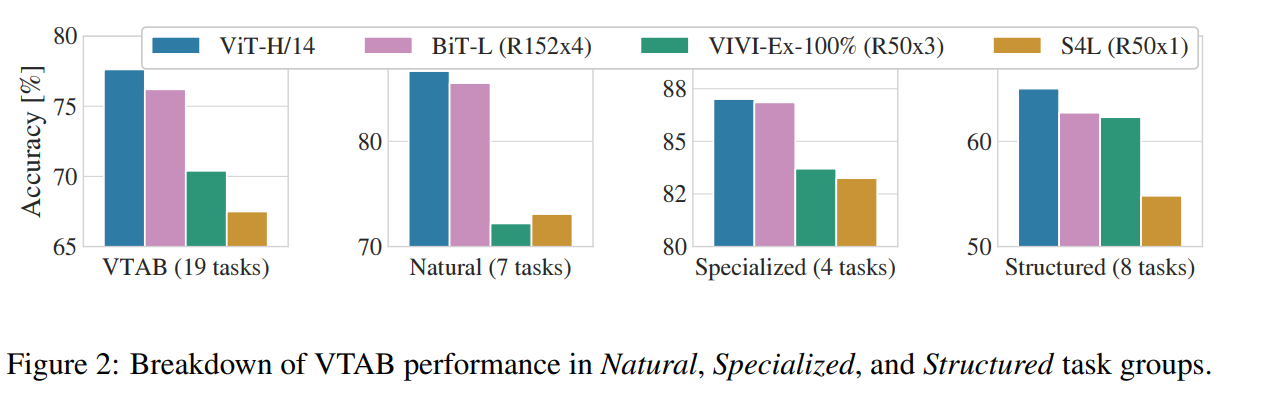 ViT-H/14 BiT-L (R152x4) VIVI-Ex-100% (R50x3) S4L (R50x1)
Accuracy [%]
80
75
70
65
VTAB (19 tasks)
80
70
Natural (7 tasks)
88
85
82
80
Specialized (4 tasks)
60
50
Structured (8 tasks)
Figure 2: Breakdown of VTAB performance in Natural, Specialized, and Structured task groups.